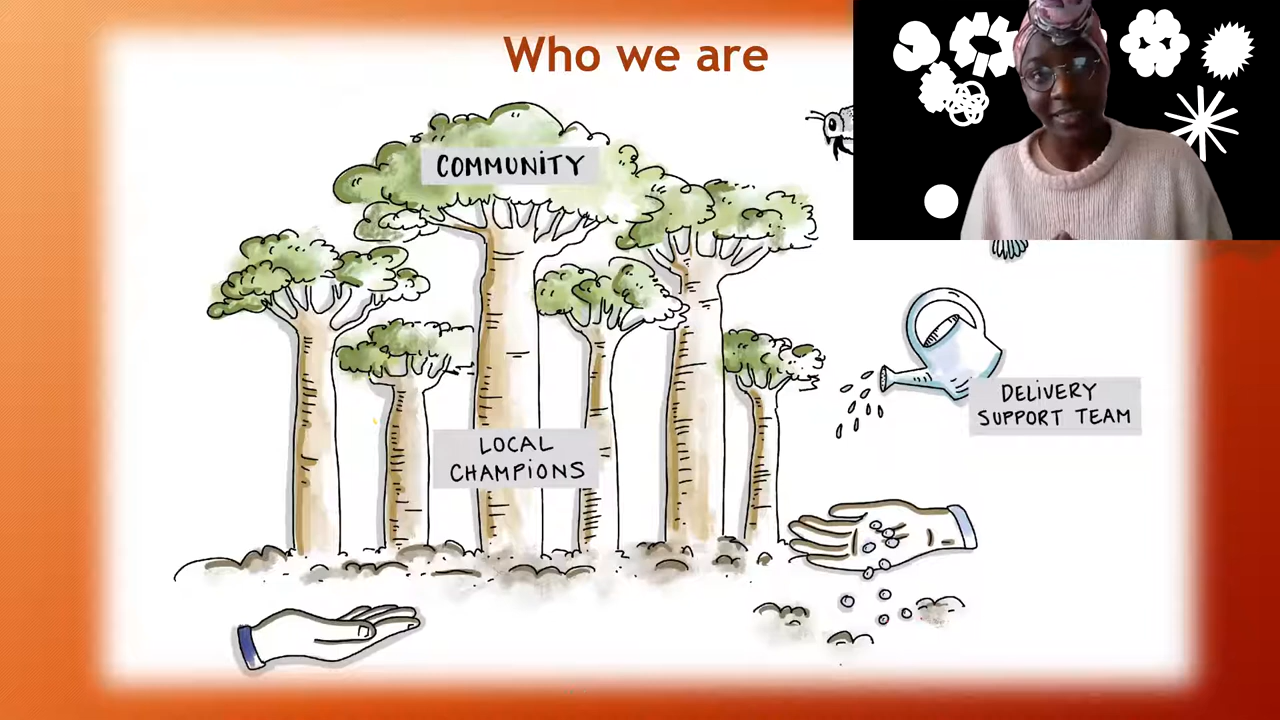 Who we are
COMMUNITY
LOCAL
CHAMPIONS
DELIVERY
SUPPORT TEAM